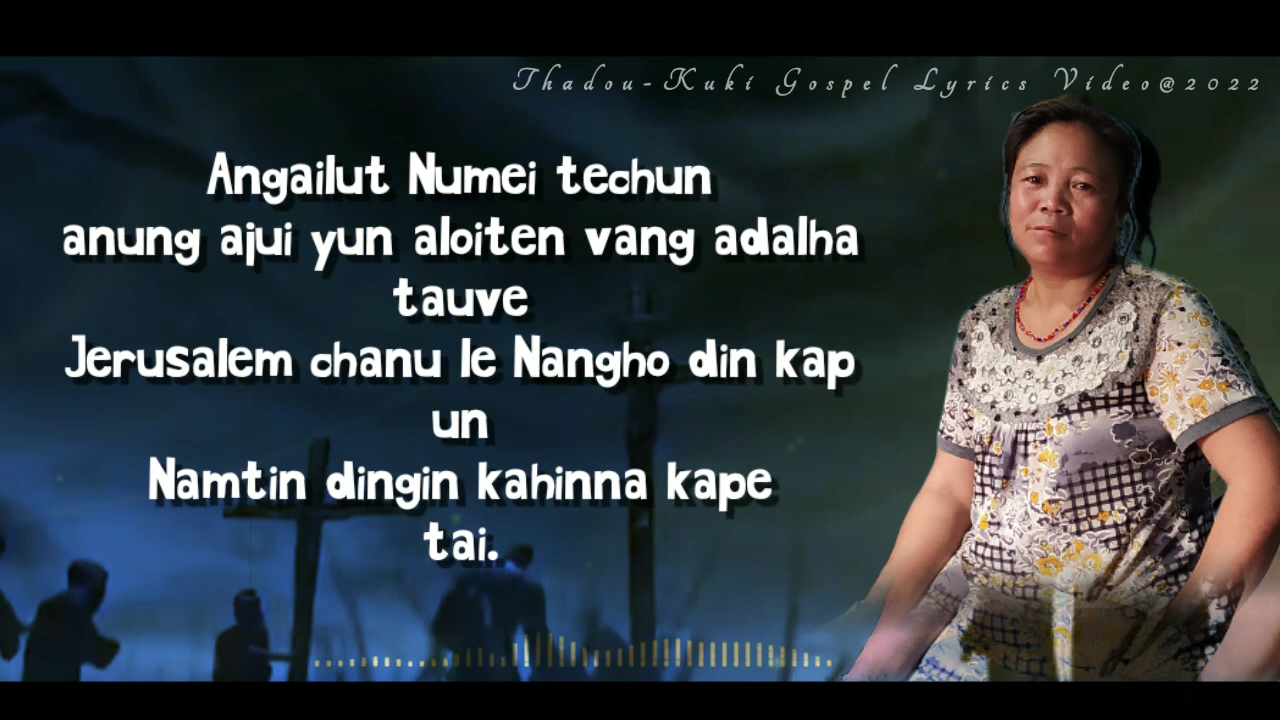 Thadou-Kuki Gospel Lyrics Video@2022
Angailut Numei techun
anung ajui yun aloiten vang adalha
tauve
Jerusalem chanu le Nangho din kap
un
Namtin dingin kahinna kape
tai.